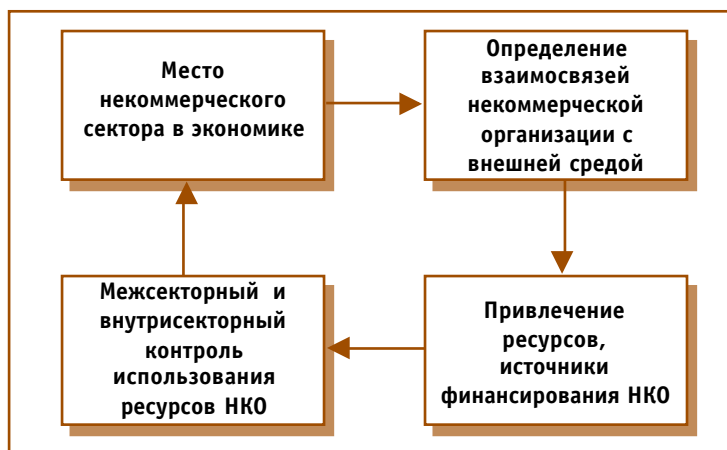 Место
некоммерческого
сектора в экономике
Определение
взаимосвязей
некоммерческой
организации с
внешней средой
Привлечение
ресурсов,
источники
финансирования НКО
Межсекторный и
внутрисекторный
контроль
использования
ресурсов НКО